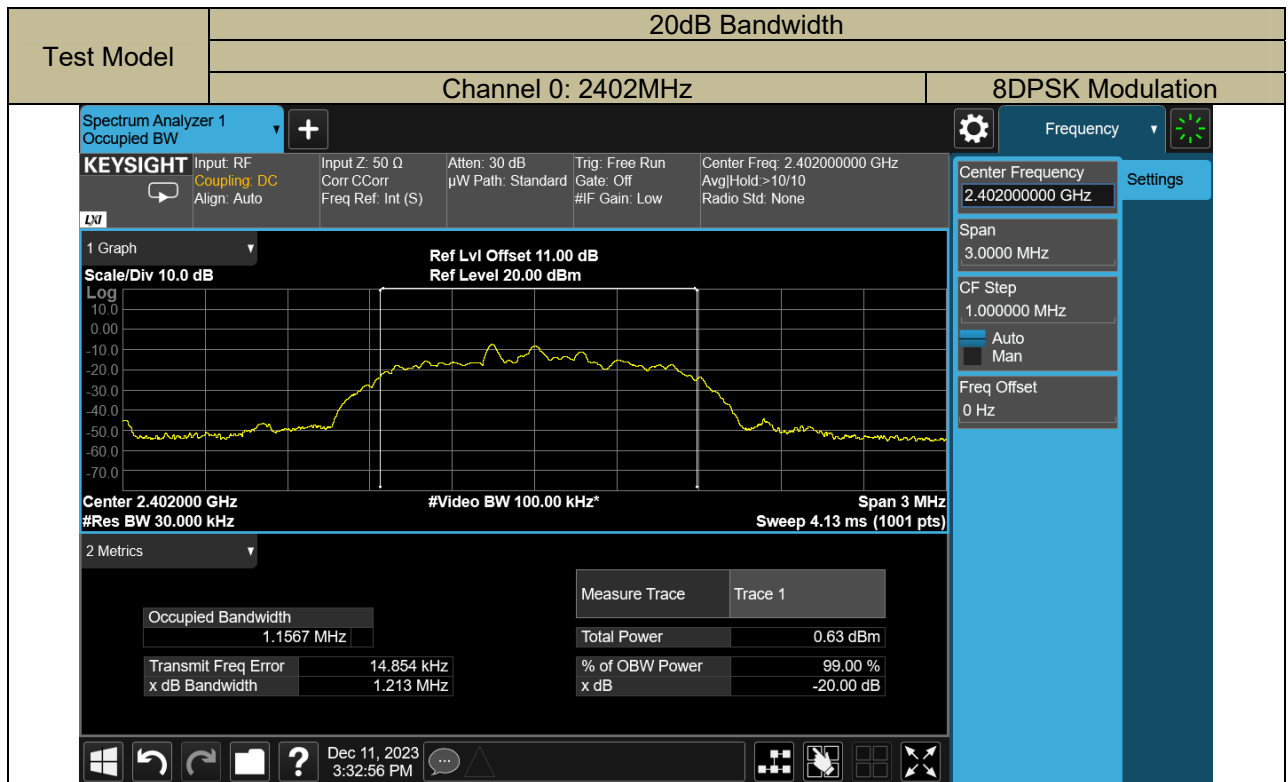 20dB Bandwidth
Test Model
Channel 0: 2402MHz 8DPSK Modulation
Spectrum Analyzer 1
Occupied BW
Frequency
KEYSIGHT Input: RF Input Z: 50 Ω Atten: 30 dB Trig: Free Run Center Freq: 2.402000000 GHz
Coupling: DC Corr CCorr µW Path: Standard Gate: Off Avg|Hold:>10/10
Align: Auto Freq Ref: Int (S) #IF Gain: Low Radio Std: None
LXI
Center Frequency
2.402000000 GHz
Settings
Span
3.0000 MHz
CF Step
1.000000 MHz
Auto
Man
Freq Offset
0 Hz
1 Graph
Ref Lvl Offset 11.00 dB
Scale/Div 10.0 dB Ref Level 20.00 dBm
Log
10.0
0.00
-10.0
-20.0
-30.0
-40.0
-50.0
-60.0
-70.0
Center 2.402000 GHz #Video BW 100.00 kHz* Span 3 MHz
#Res BW 30.000 kHz Sweep 4.13 ms (1001 pts)
2 Metrics
Measure Trace Trace 1
Occupied Bandwidth
1.1567 MHz
Total Power 0.63 dBm
Transmit Freq Error 14.854 kHz % of OBW Power 99.00 %
x dB Bandwidth 1.213 MHz x dB -20.00 dB
? Dec 11, 2023
3:32:56 PM